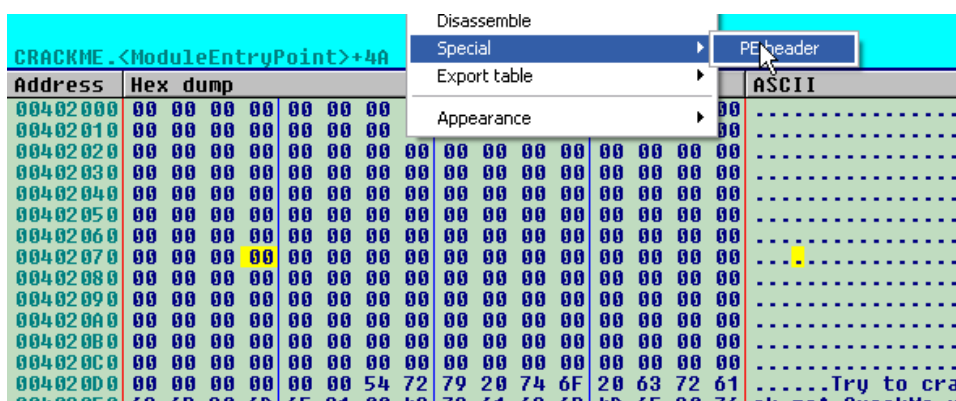 Disassemble
Special PE header
CRACKME.<ModuleEntryPoint>+4A
Export table
Address Hex dump ASCII
Appearance
00402000 00 00 00 00 00 00 00 00 ................
00402010 00 00 00 00 00 00 00 00 ................
00402020 00 00 00 00 00 00 00 00 00 00 00 00 00 00 00 00 ................
00402030 00 00 00 00 00 00 00 00 00 00 00 00 00 00 00 00 ................
00402040 00 00 00 00 00 00 00 00 00 00 00 00 00 00 00 00 ................
00402050 00 00 00 00 00 00 00 00 00 00 00 00 00 00 00 00 ................
00402060 00 00 00 00 00 00 00 00 00 00 00 00 00 00 00 00 ................
00402070 00 00 00 00 00 00 00 00 00 00 00 00 00 00 00 00 ................
00402080 00 00 00 00 00 00 00 00 00 00 00 00 00 00 00 00 ................
00402090 00 00 00 00 00 00 00 00 00 00 00 00 00 00 00 00 ................
004020A0 00 00 00 00 00 00 00 00 00 00 00 00 00 00 00 00 ................
004020B0 00 00 00 00 00 00 00 00 00 00 00 00 00 00 00 00 ................
004020C0 00 00 00 00 00 00 00 00 00 00 00 00 00 00 00 00 ................
004020D0 00 00 00 00 00 00 54 72 79 20 74 6F 20 63 72 61 ......Try to cra